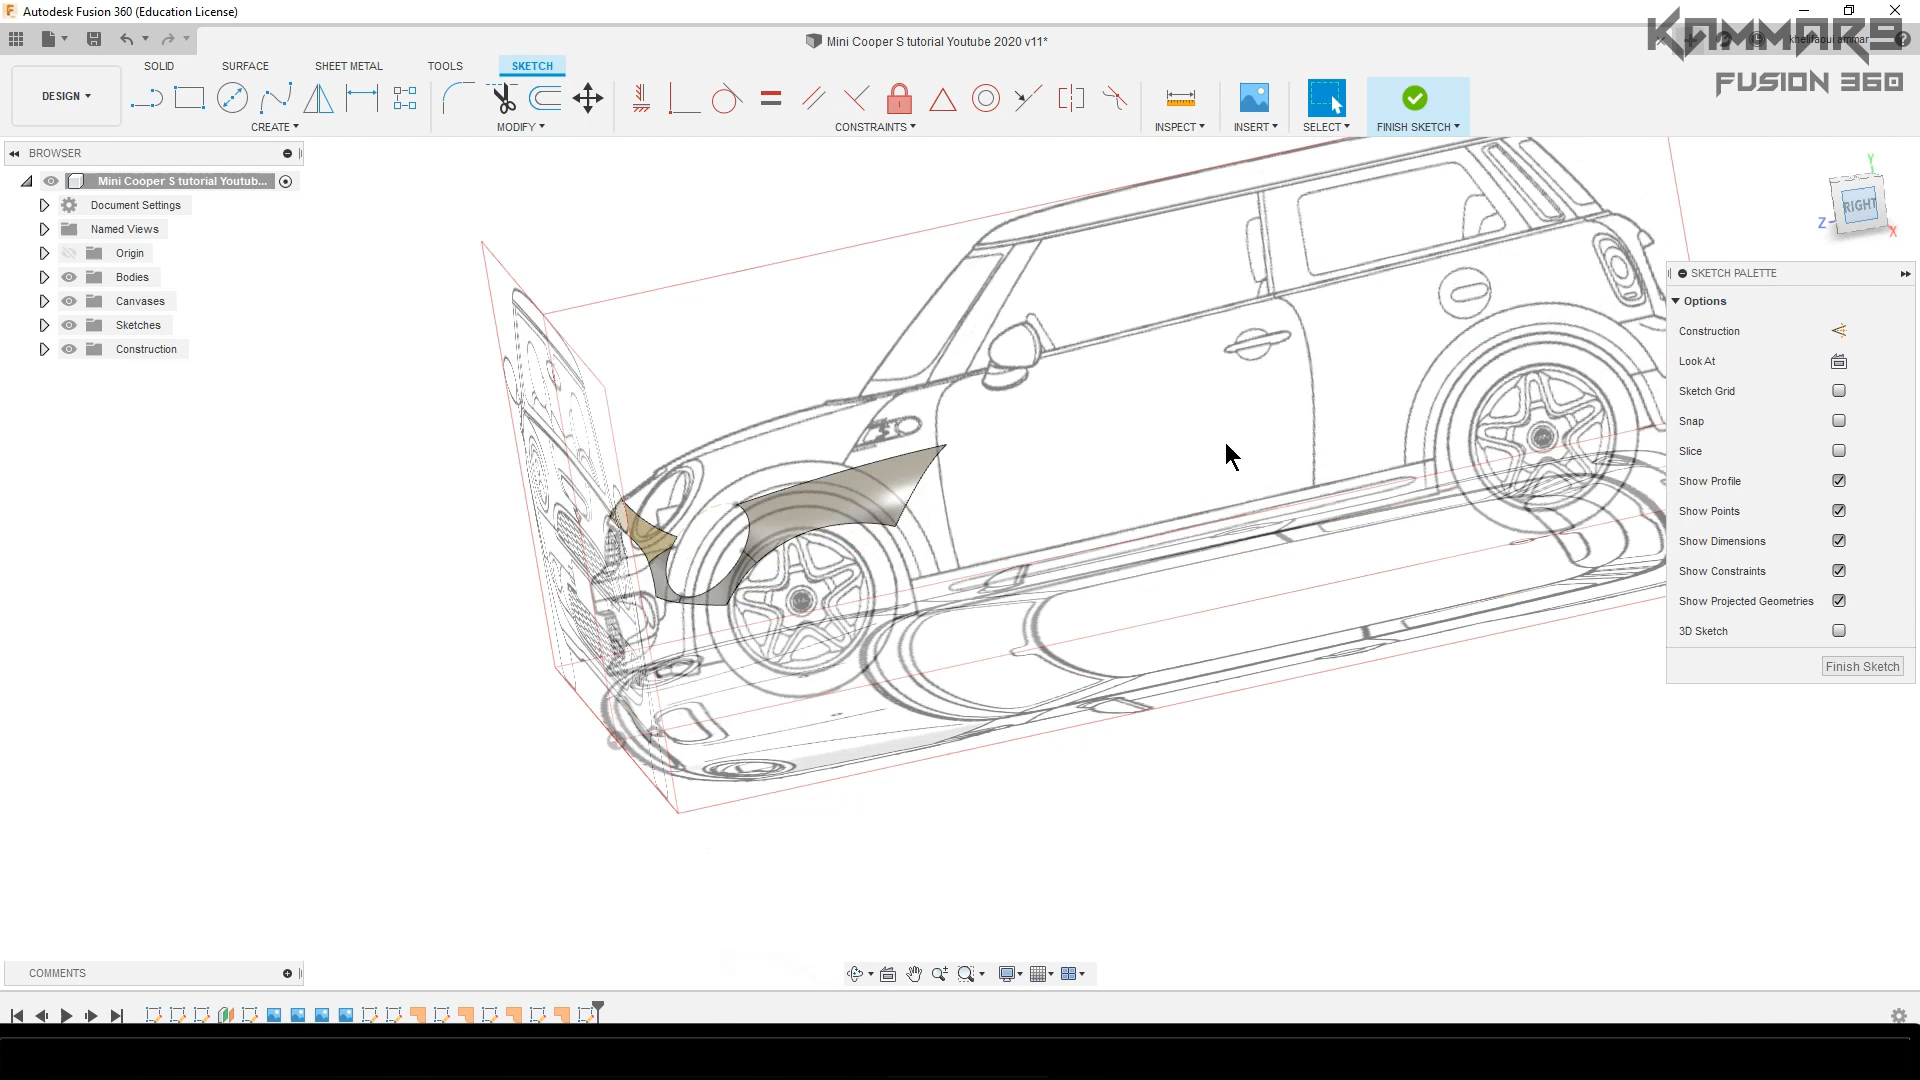 Autodesk Fusion 360 (Education License)
Mini Cooper S tutorial Youtube 2020 v11*
khelifaoui ammar
KAMMAR9
FUSION 360
SOLID
SURFACE
SHEET METAL
TOOLS
SKETCH
DESIGN
CREATE
MODIFY
CONSTRAINTS
INSPECT
INSERT
SELECT
FINISH SKETCH
BROWSER
Mini Cooper S tutorial Youtub...
Document Settings
Named Views
Origin
Bodies
Canvases
Sketches
Construction
Y
RIGHT
Z
X
SKETCH PALETTE
Options
Construction
Look At
Sketch Grid
Snap
Slice
Show Profile
Show Points
Show Dimensions
Show Constraints
Show Projected Geometries
3D Sketch
Finish Sketch
COMMENTS